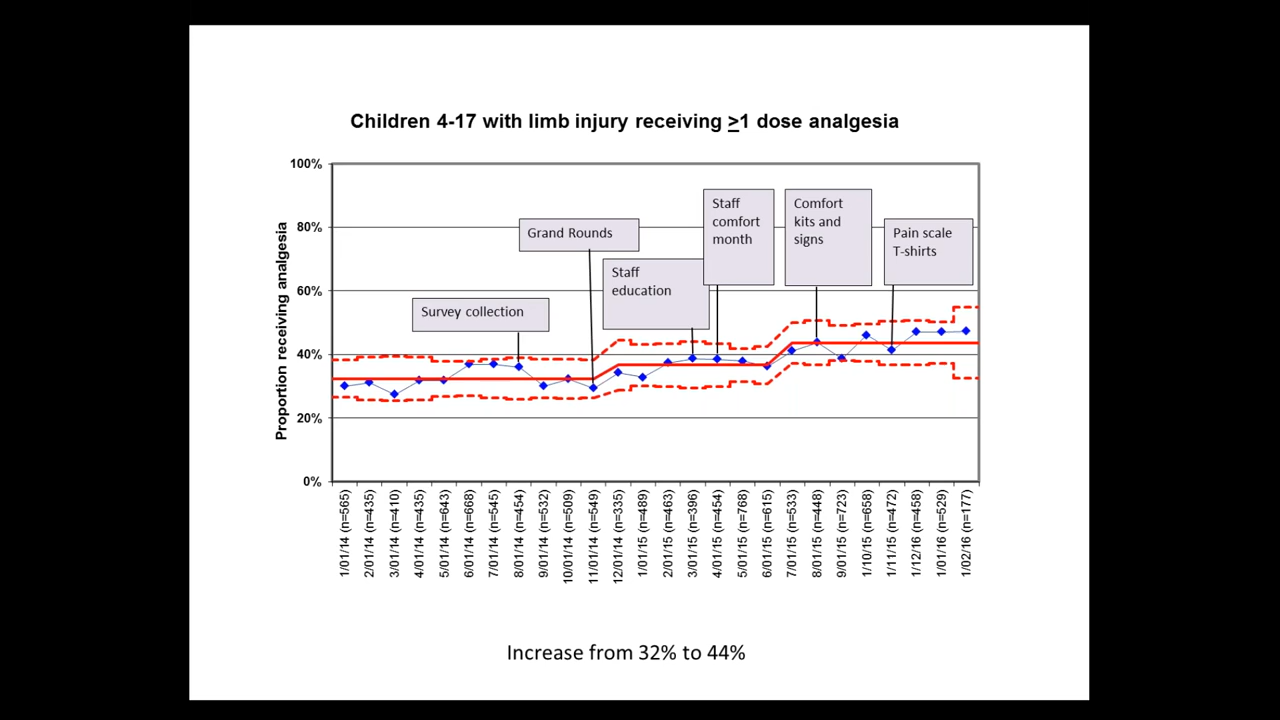 Children 4-17 with limb injury receiving >1 dose analgesia
Proportion receiving analgesia
100%
80%
60%
40%
20%
0%
Survey collection
Grand Rounds
Staff
education
Staff
comfort
month
Comfort
kits and
signs
Pain scale
T-shirts
1/01/14 (n=565)
2/01/14 (n=435)
3/01/14 (n=410)
4/01/14 (n=435)
5/01/14 (n=643)
6/01/14 (n=668)
7/01/14 (n=545)
8/01/14 (n=454)
9/01/14 (n=532)
10/01/14 (n=509)
11/01/14 (n=549)
12/01/14 (n=335)
1/01/15 (n=489)
2/01/15 (n=463)
3/01/15 (n=396)
4/01/15 (n=454)
5/01/15 (n=768)
6/01/15 (n=615)
7/01/15 (n=533)
8/01/15 (n=448)
9/01/15 (n=723)
1/10/15 (n=658)
1/11/15 (n=472)
1/12/16 (n=458)
1/01/16 (n=529)
1/02/16 (n=177)
Increase from 32% to 44%